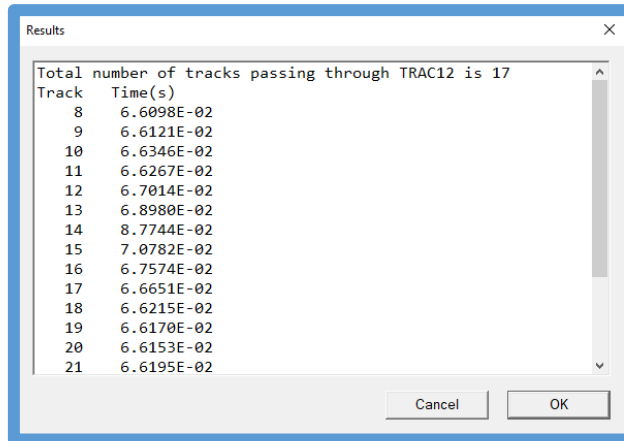 Results
Total number of tracks passing through TRAC12 is 17
Track Time(s)
8 6.6098E-02
9 6.6121E-02
10 6.6346E-02
11 6.6267E-02
12 6.7014E-02
13 6.8980E-02
14 8.7744E-02
15 7.0782E-02
16 6.7574E-02
17 6.6651E-02
18 6.6215E-02
19 6.6170E-02
20 6.6153E-02
21 6.6195E-02
Cancel OK